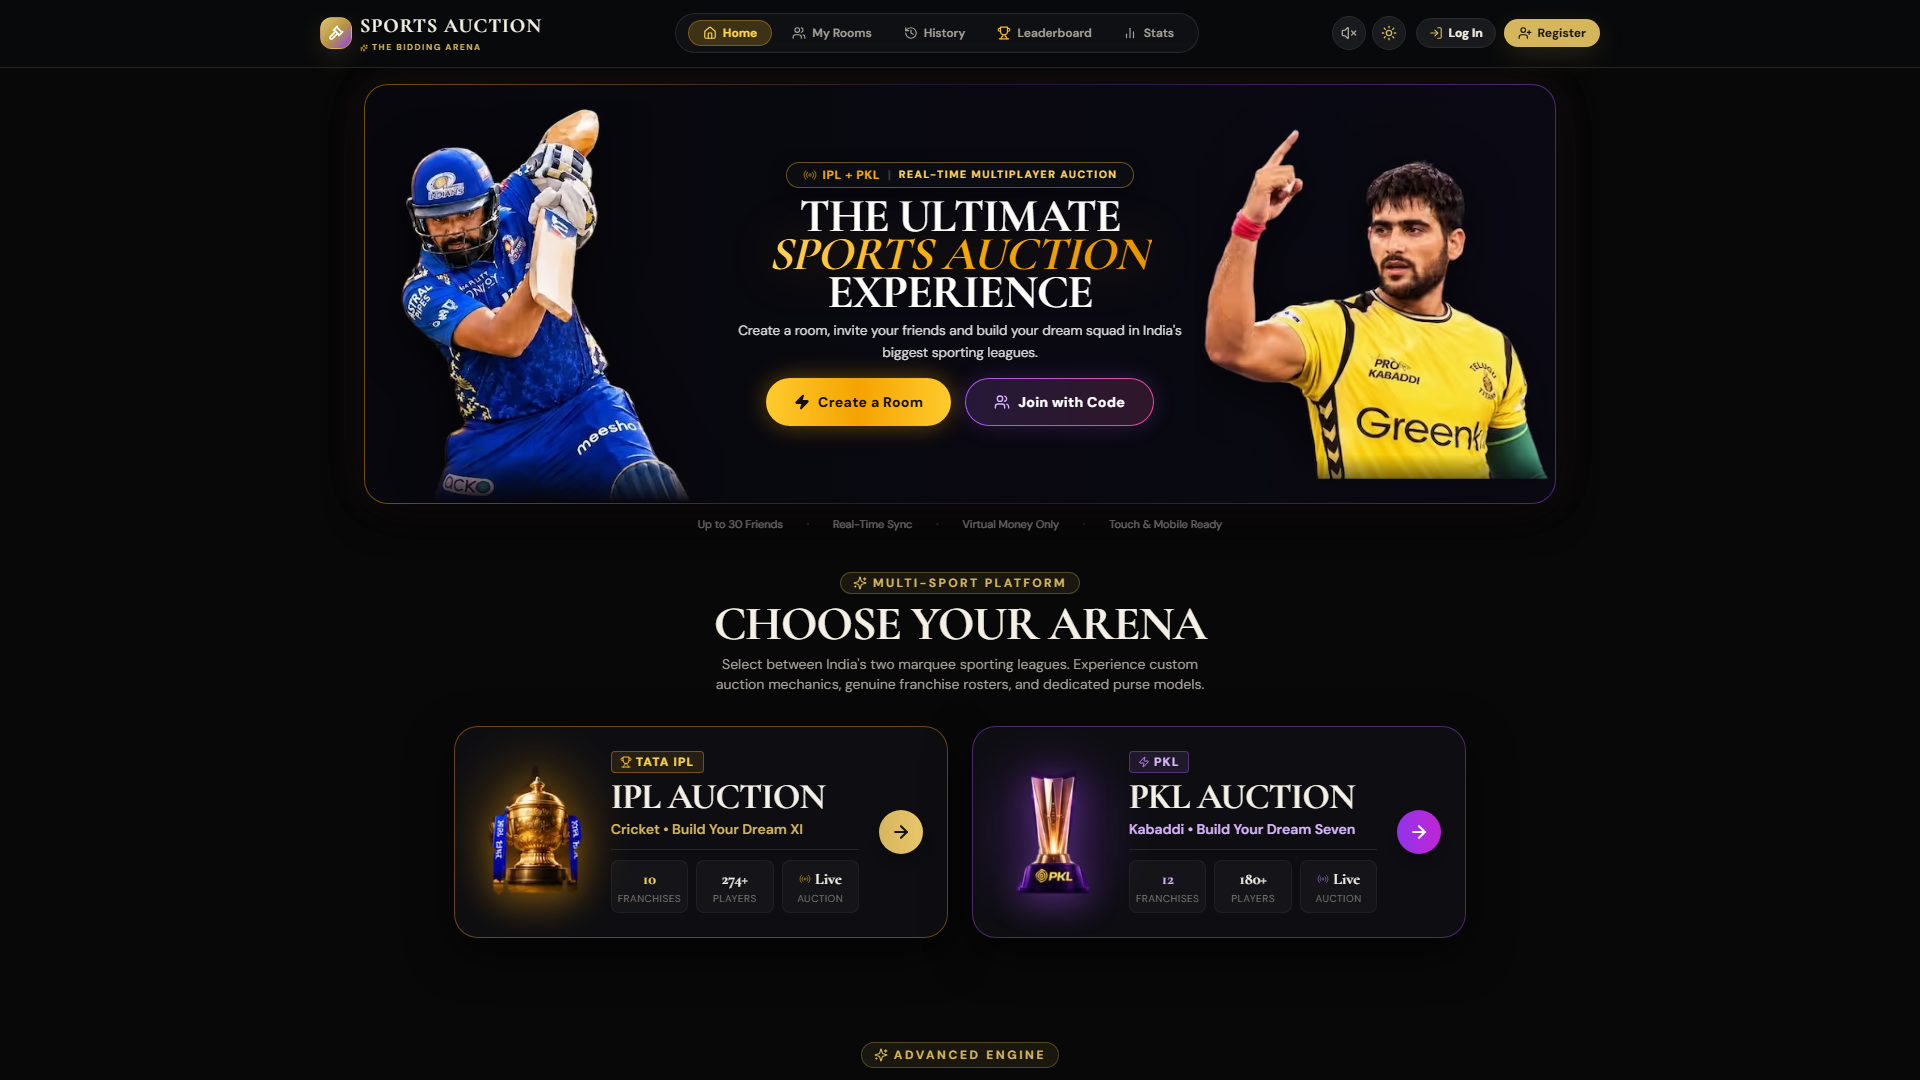 SPORTS AUCTION
THE BIDDING ARENA
Home
My Rooms
History
Leaderboard
Stats
Log In
Register
IPL + PKL | REAL-TIME MULTIPLAYER AUCTION
THE ULTIMATE
SPORTS AUCTION
EXPERIENCE
Create a room, invite your friends and build your dream squad in India's
biggest sporting leagues.
Create a Room
Join with Code
INDIANS
ASTRAL
PIPES
meesho
ACKO
PRO
KABADDI
TELUGU
TITANS
Greenk
Up to 30 Friends · Real-Time Sync · Virtual Money Only · Touch & Mobile Ready
MULTI-SPORT PLATFORM
CHOOSE YOUR ARENA
Select between India's two marquee sporting leagues. Experience custom
auction mechanics, genuine franchise rosters, and dedicated purse models.
TATA IPL
IPL AUCTION
Cricket • Build Your Dream XI
10
FRANCHISES
274+
PLAYERS
Live
AUCTION
PKL
PKL
PKL AUCTION
Kabaddi • Build Your Dream Seven
12
FRANCHISES
180+
PLAYERS
Live
AUCTION
ADVANCED ENGINE